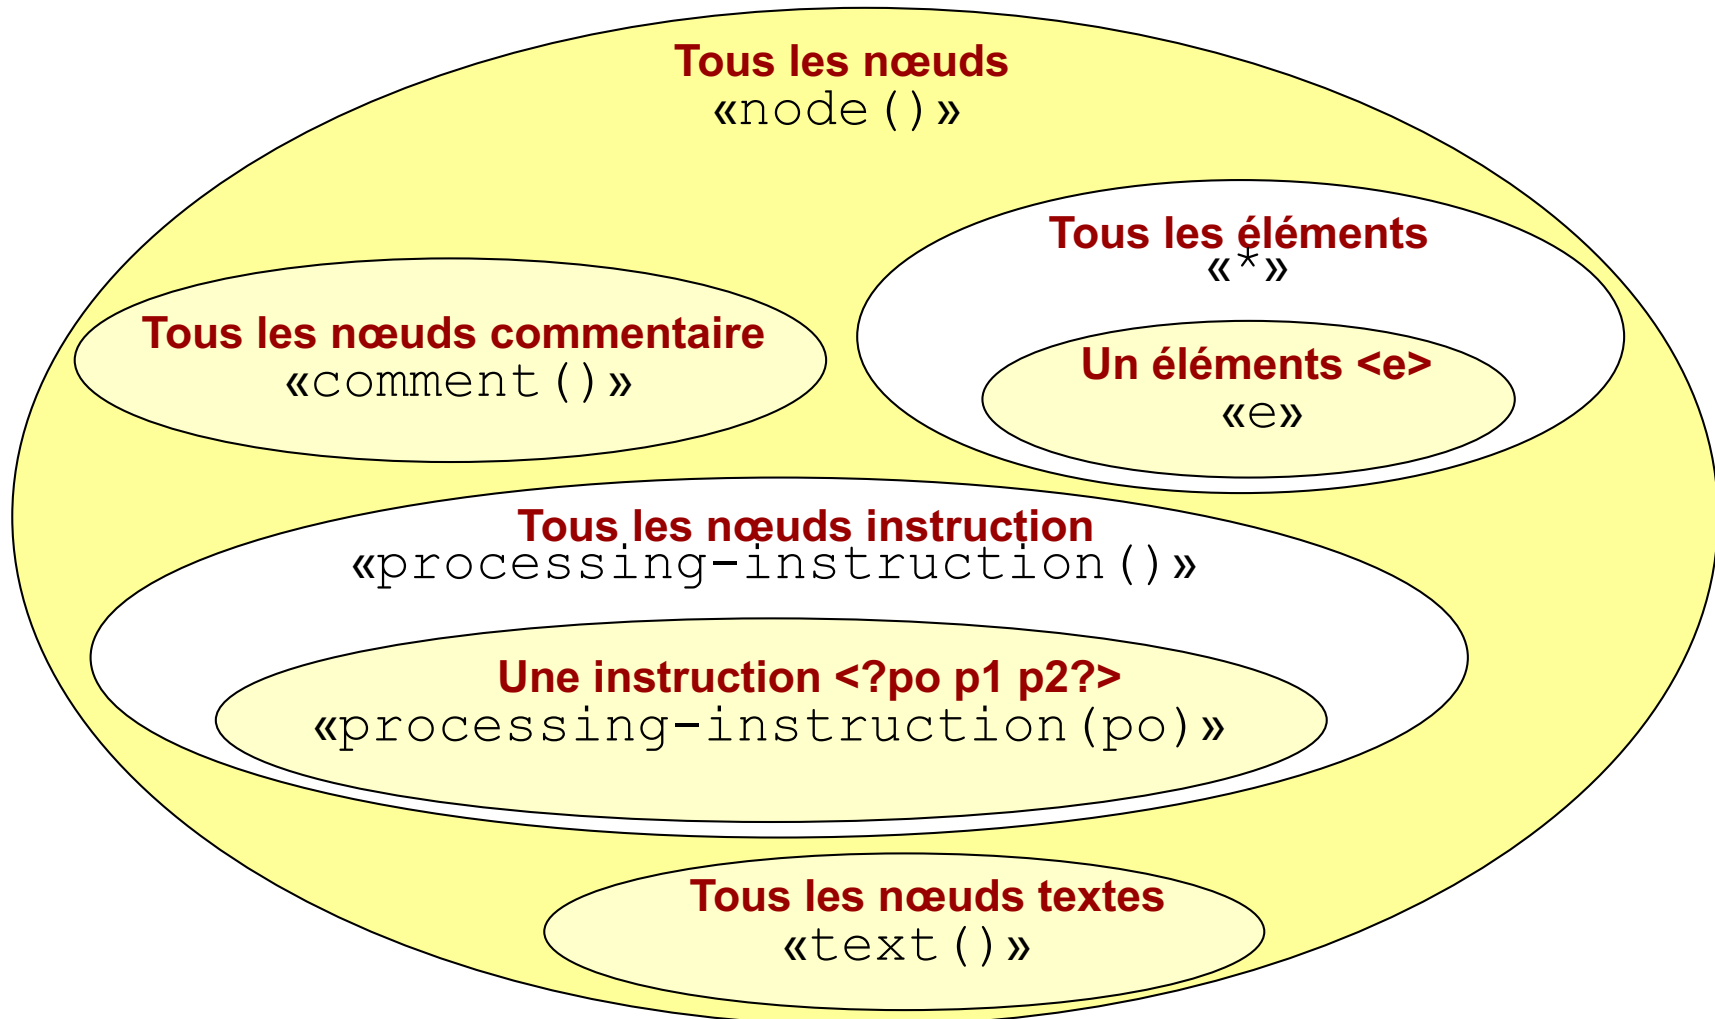 Tous les nœuds
«node()»
Tous les éléments
«*»
Tous les nœuds commentaire
«comment()»
Un éléments <e>
«e»
Tous les nœuds instruction
«processing-instruction()»
Une instruction <?po p1 p2?>
«processing-instruction(po)»
Tous les nœuds textes
«text()»